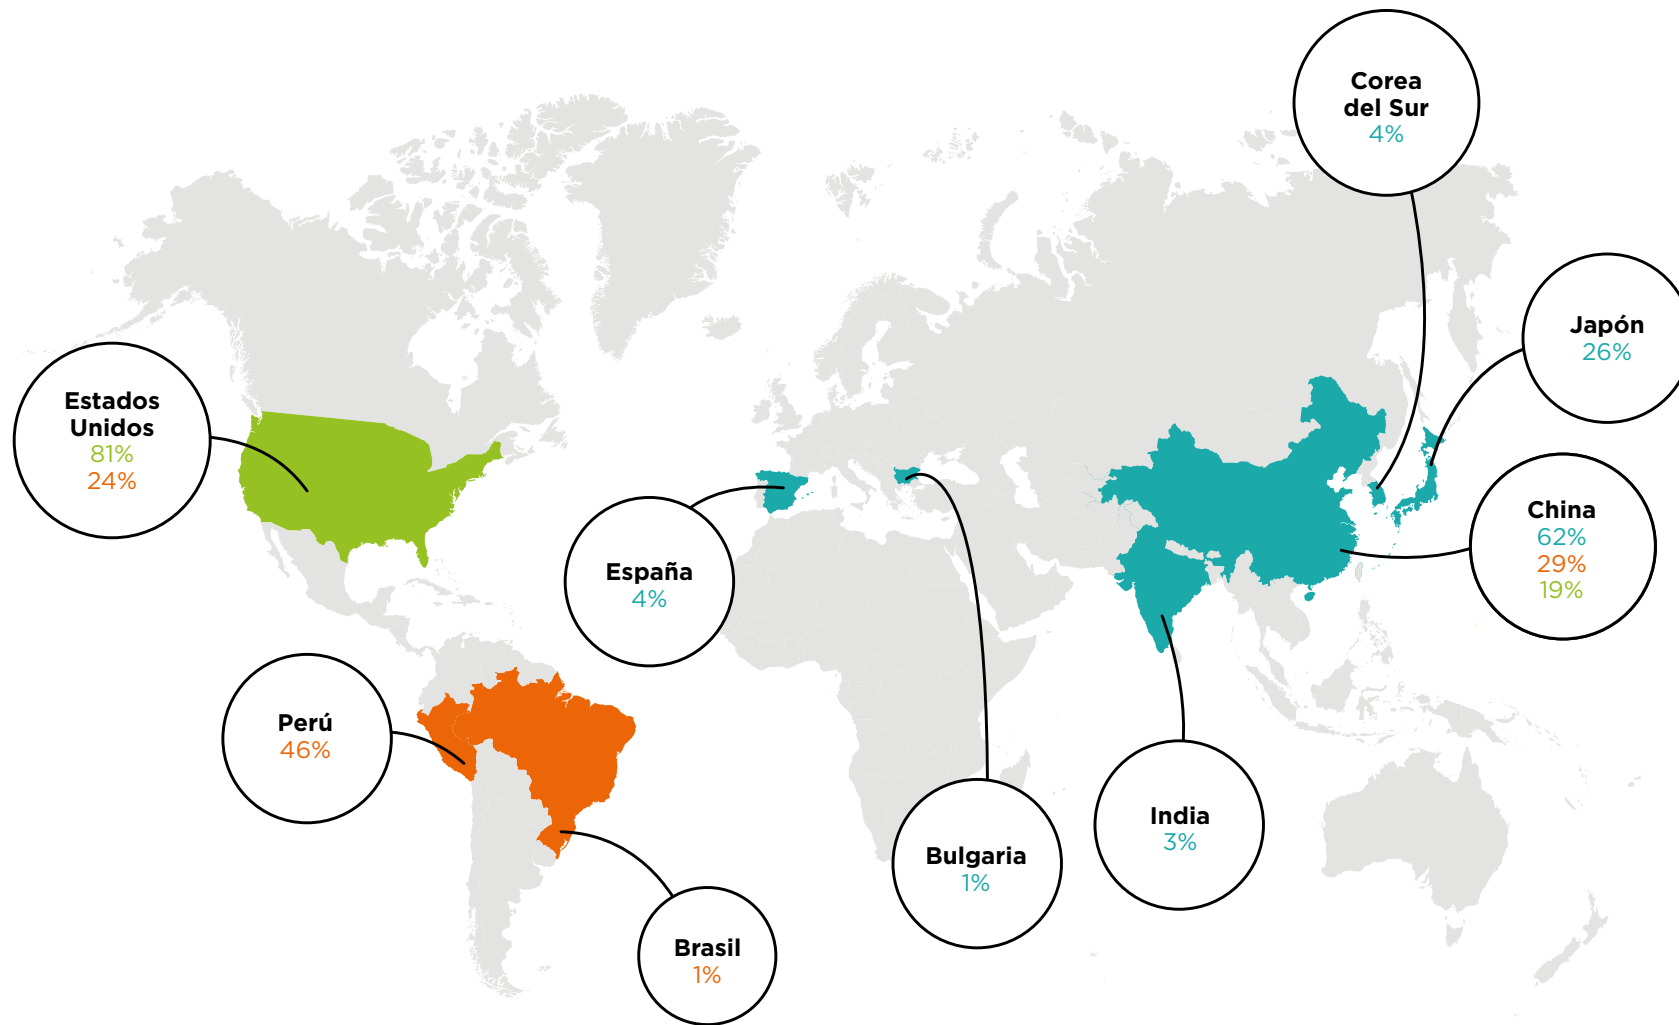 Corea
del Sur
4%
Japón
26%
Estados
Unidos
81%
24%
China
62%
29%
19%
España
4%
Perú
46%
India
3%
Bulgaria
1%
Brasil
1%